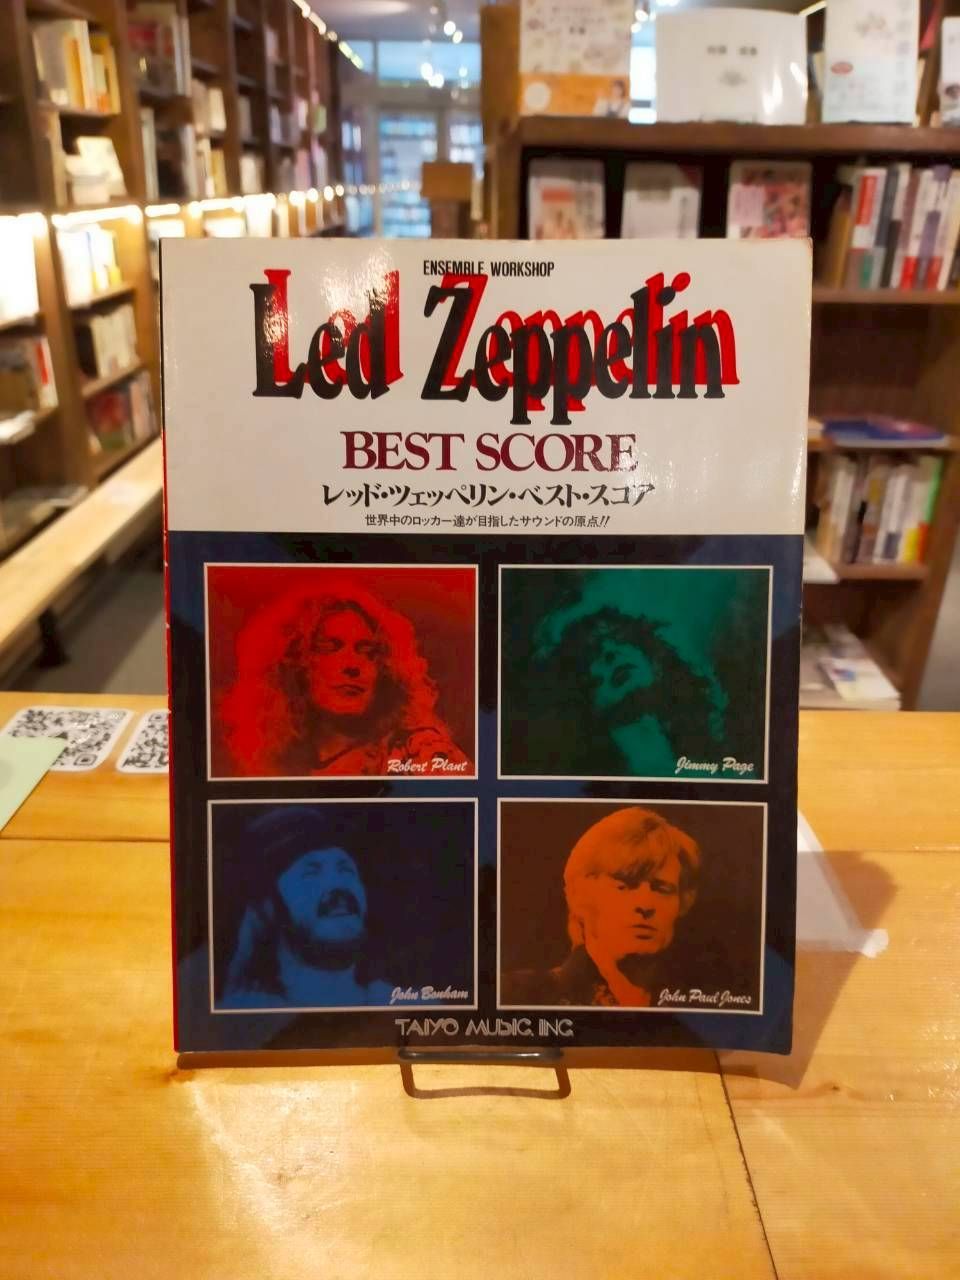 ENSEMBLE WORKSHOP
Led Zeppelin
BEST SCORE
レッド・ツェッペリン・ベスト・スコア
世界中のロッカー達が目指したサウンドの原点!!
Robert Plant
Jimmy Page
John Bonham
John Paul Jones
TAIYO MUSIC, INC.